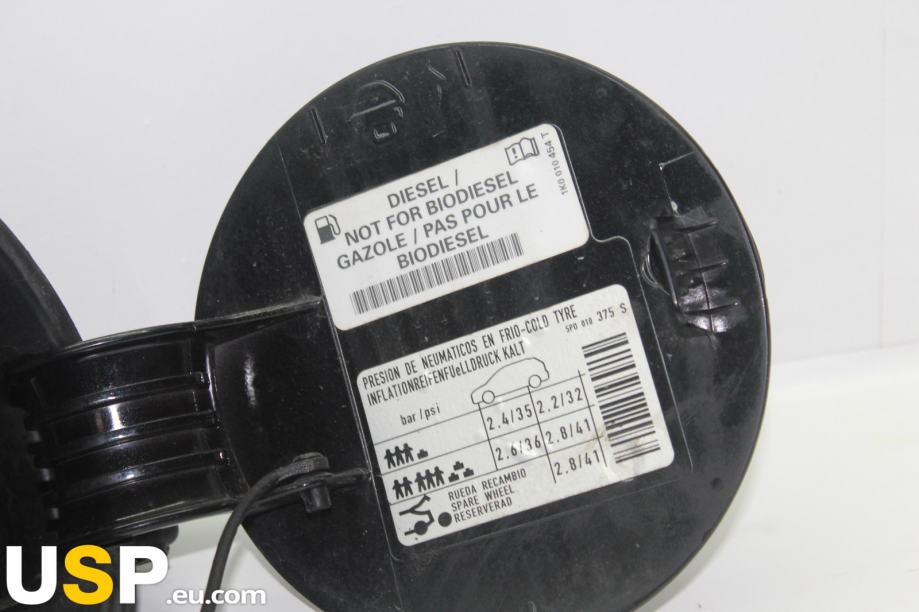 DIESEL /
NOT FOR BIODIESEL
GAZOLE / PAS POUR LE
BIODIESEL
1K0 010 454 T
PRESION DE NEUMATICOS EN FRIO-COLD TYRE
INFLATIONREIFENFUeLLDRUCK KALT
5P0 010 375 S
bar/psi
2.4/35 2.2/32
2.6/36 2.8/41
2.8/41
RUEDA RECAMBIO
SPARE WHEEL
RESERVERAD
USP.eu.com